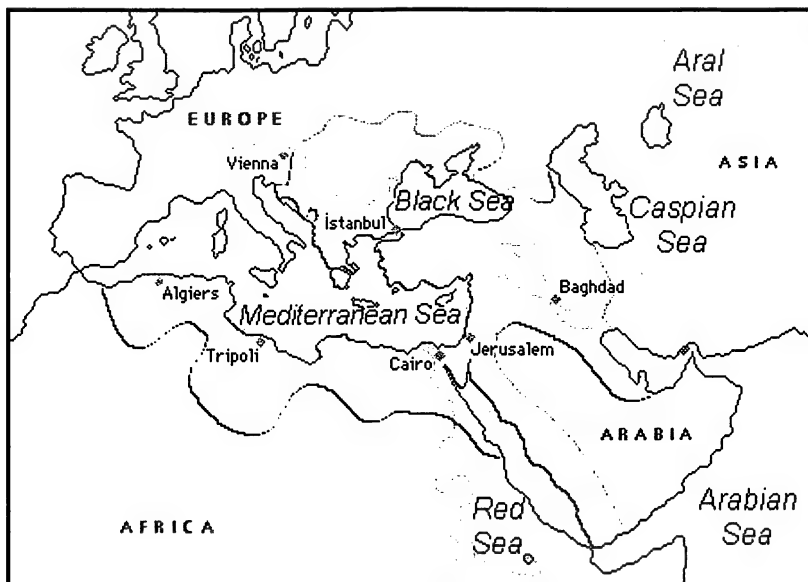 Aral
Sea
EUROPE
ASIA
Vienna
Black Sea
İstanbul
Caspian
Sea
Algiers
Baghdad
Mediterranean Sea
Tripoli
Cairo
Jerusalem
ARABIA
Red
Sea
Arabian
Sea
AFRICA